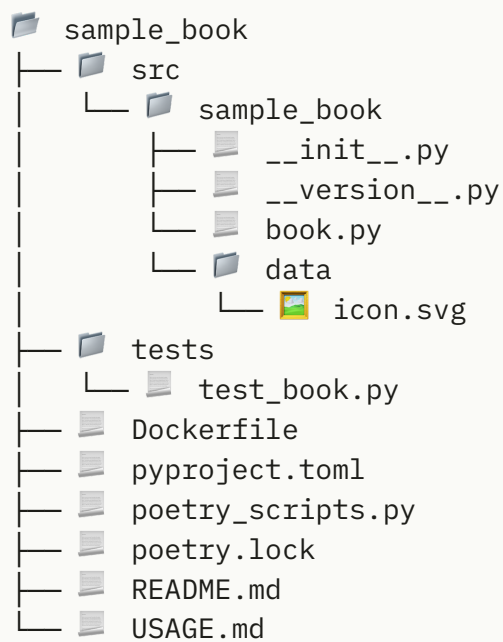 sample_book
src
sample_book
__init__.py
__version__.py
book.py
data
icon.svg
tests
test_book.py
Dockerfile
pyproject.toml
poetry_scripts.py
poetry.lock
README.md
USAGE.md